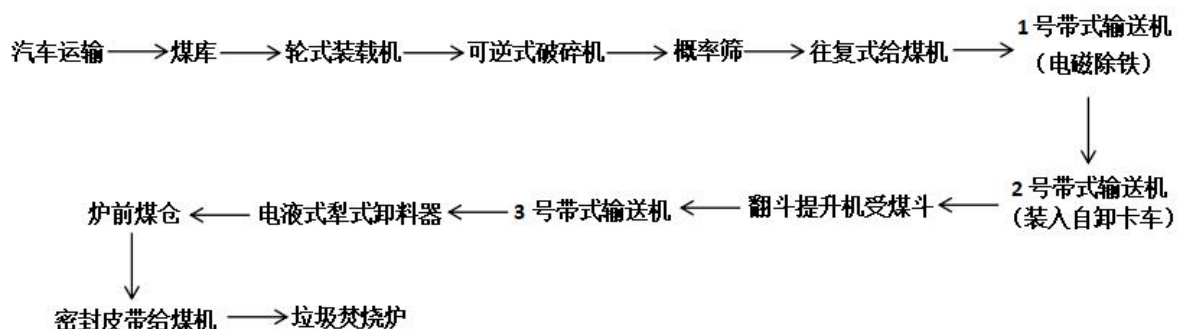 汽车运输 煤库 轮式装载机 可逆式破碎机 概率筛 往复式给煤机 1号带式输送机
（电磁除铁）
2号带式输送机
（装入自卸卡车）
翻斗提升机受煤斗 3号带式输送机 电液式犁式卸料器 炉前煤仓
密封皮带给煤机 垃圾焚烧炉